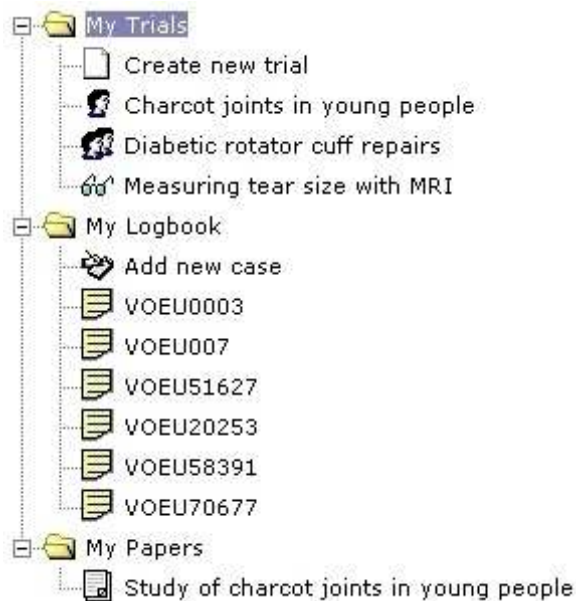 My Trials
Create new trial
Charcot joints in young people
Diabetic rotator cuff repairs
Measuring tear size with MRI
My Logbook
Add new case
VOEU0003
VOEU007
VOEU51627
VOEU20253
VOEU58391
VOEU70677
My Papers
Study of charcot joints in young people